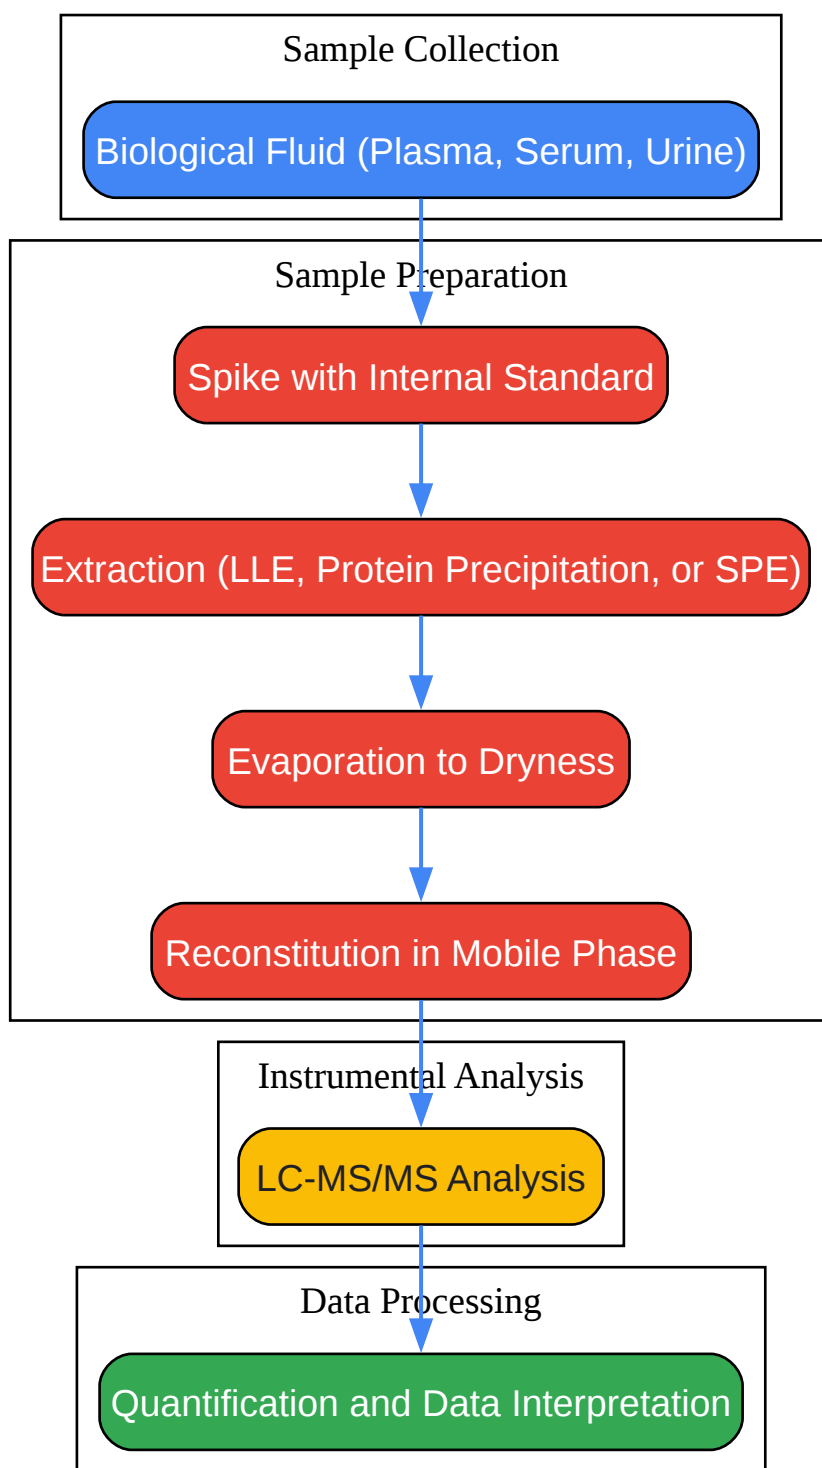 Sample Collection
Biological Fluid (Plasma, Serum, Urine)
Sample Preparation
Spike with Internal Standard
Extraction (LLE, Protein Precipitation, or SPE)
Evaporation to Dryness
Reconstitution in Mobile Phase
Instrumental Analysis
LC-MS/MS Analysis
Data Processing
Quantification and Data Interpretation